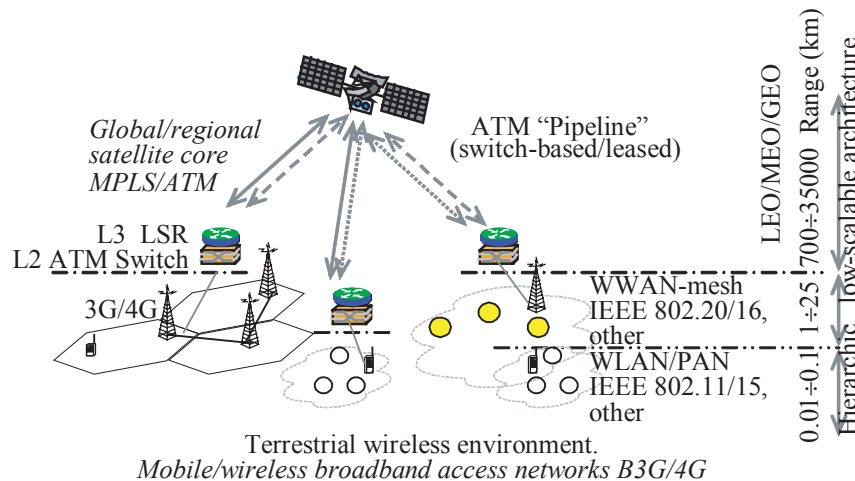 Global/regional
satellite core
MPLS/ATM
ATM “Pipeline”
(switch-based/leased)
L3 LSR
L2 ATM Switch
3G/4G
WWAN-mesh
IEEE 802.20/16,
other
WLAN/PAN
IEEE 802.11/15,
other
Terrestrial wireless environment.
Mobile/wireless broadband access networks B3G/4G
LEO/MEO/GEO
0.01÷0.1 1÷25 700÷35000 Range (km)
Hierarchic low-scalable architecture